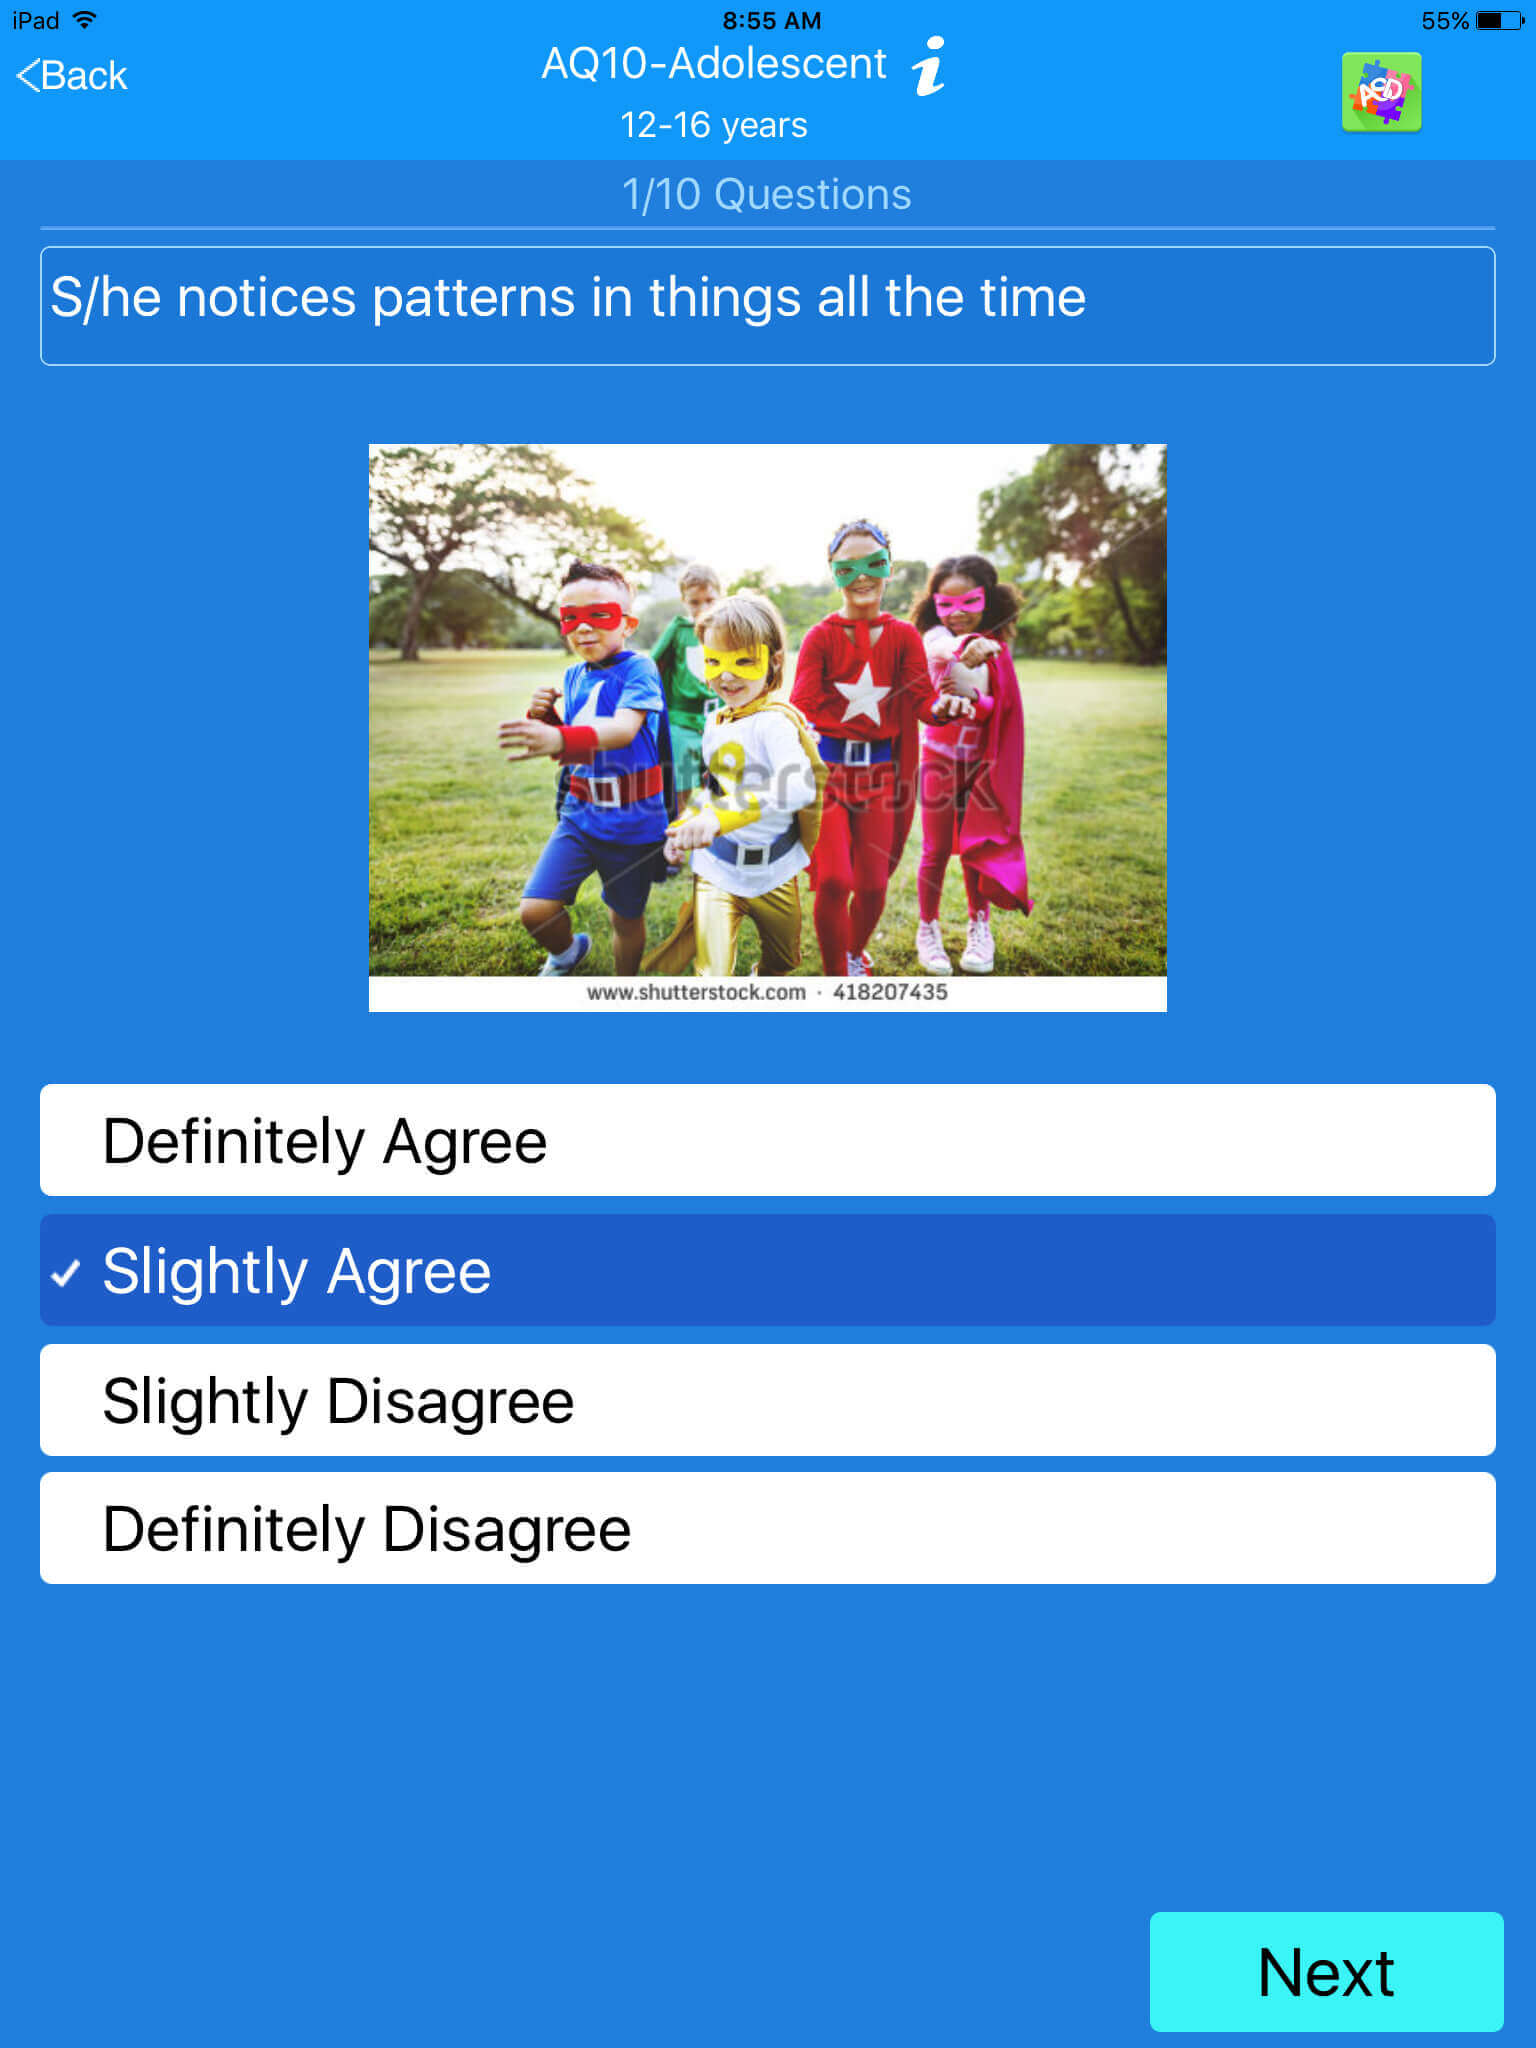 iPad 8:55 AM 55%
<Back
AQ10-Adolescent i
12-16 years
ASD
1/10 Questions
S/he notices patterns in things all the time
shutterstock
www.shutterstock.com · 418207435
Definitely Agree
✓ Slightly Agree
Slightly Disagree
Definitely Disagree
Next